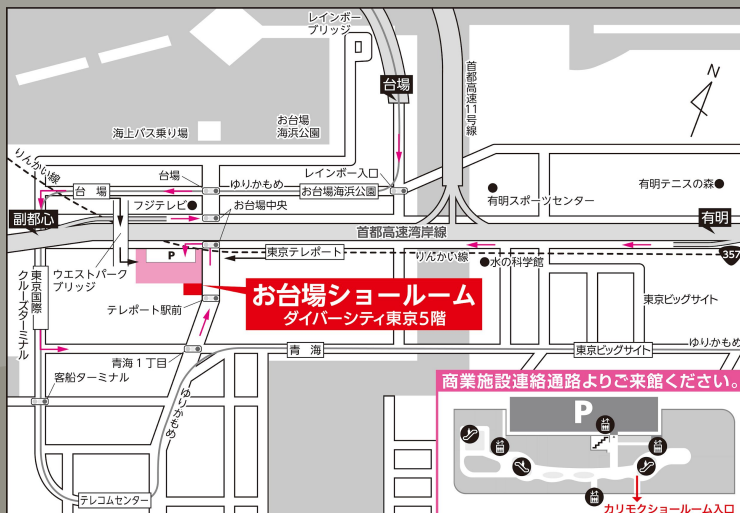 レインボー
ブリッジ
台場
首都高速11号線
N
海上バス乗り場
お台場
海浜公園
りんかい線
台場
レインボー入口
台場
ゆりかもめ
お台場海浜公園
有明スポーツセンター
有明テニスの森
フジテレビ
お台場中央
副都心
有明
首都高速湾岸線
東京テレポート
りんかい線
357
P
水の科学館
ウエストパーク
ブリッジ
東京国際
クルーズターミナル
お台場ショールーム
ダイバーシティ東京5階
東京ビッグサイト
テレポート駅前
青海1丁目
青海
東京ビッグサイト
ゆりかもめ
客船ターミナル
ゆりかもめ
テレコムセンター
商業施設連絡通路よりご来館ください。
P
カリモクショールーム入口